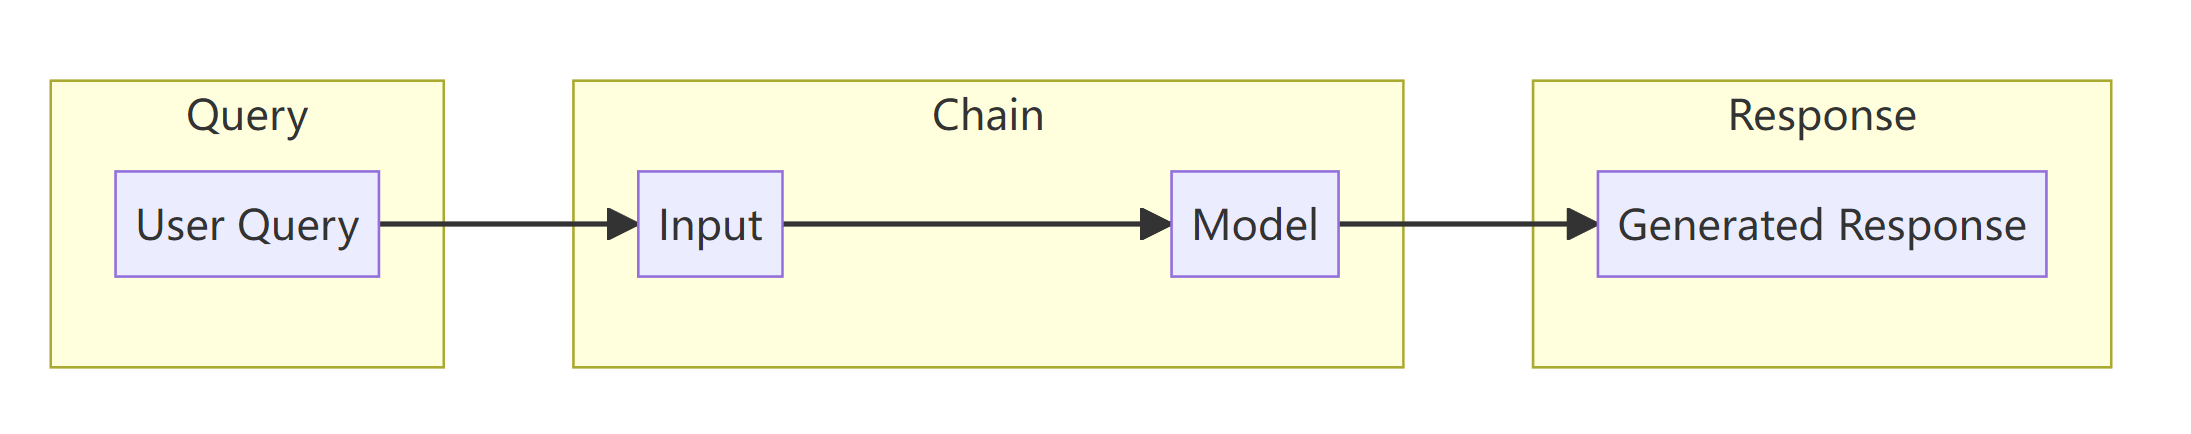 Query
User Query
Chain
Input
Model
Response
Generated Response